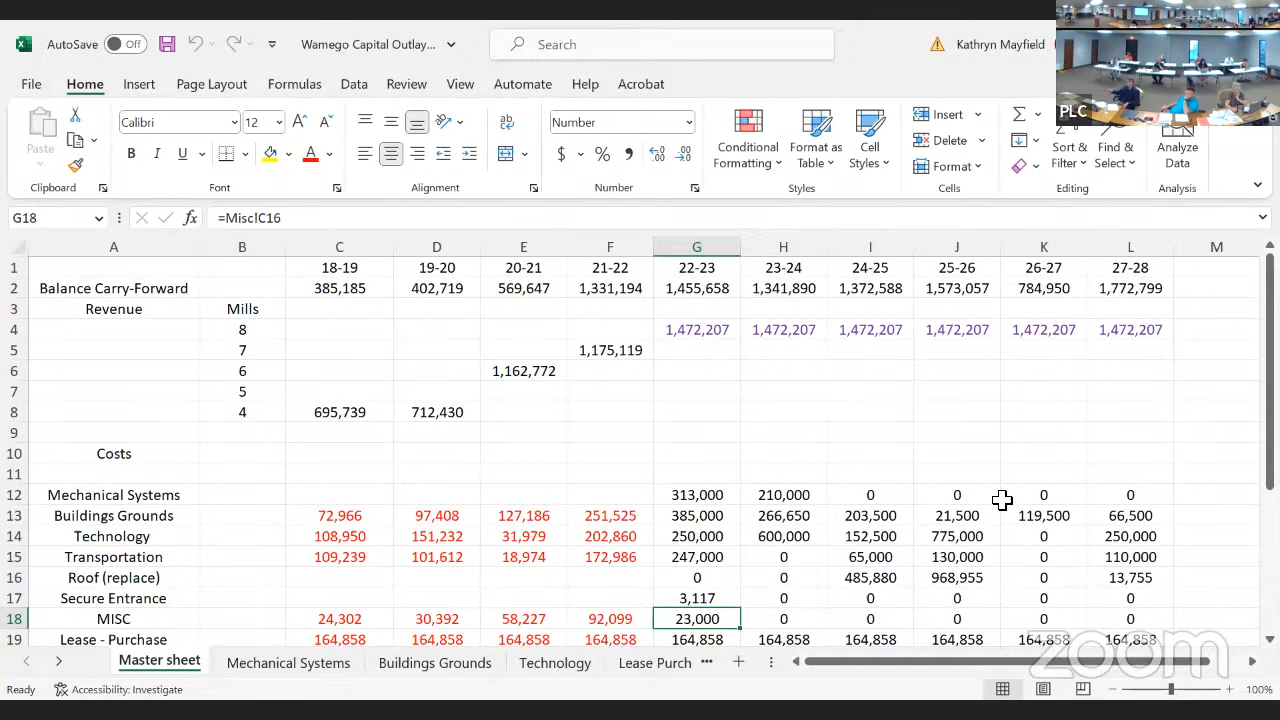 AutoSave Off Wamego Capital Outlay... Search Kathryn Mayfield
PLC
File Home Insert Page Layout Formulas Data Review View Automate Help Acrobat
Paste
Calibri 12
B I U
Number
$ %
Conditional Formatting
Format as Table
Cell Styles
Insert
Delete
Format
Sort & Filter
Find & Select
Analyze Data
Clipboard Font Alignment Number Styles Cells Editing Analysis
G18 fx =Misc!C16
A B C D E F G H I J K L M
1 18-19 19-20 20-21 21-22 22-23 23-24 24-25 25-26 26-27 27-28
2 Balance Carry-Forward 385,185 402,719 569,647 1,331,194 1,455,658 1,341,890 1,372,588 1,573,057 784,950 1,772,799
3 Revenue Mills
4 8 1,472,207 1,472,207 1,472,207 1,472,207 1,472,207 1,472,207
5 7 1,175,119
6 6 1,162,772
7 5
8 4 695,739 712,430
9
10 Costs
11
12 Mechanical Systems 313,000 210,000 0 0 0 0
13 Buildings Grounds 72,966 97,408 127,186 251,525 385,000 266,650 203,500 21,500 119,500 66,500
14 Technology 108,950 151,232 31,979 202,860 250,000 600,000 152,500 775,000 0 250,000
15 Transportation 109,239 101,612 18,974 172,986 247,000 0 65,000 130,000 0 110,000
16 Roof (replace) 0 0 485,880 968,955 0 13,755
17 Secure Entrance 3,117 0 0 0 0 0
18 MISC 24,302 30,392 58,227 92,099 23,000 0 0 0 0 0
19 Lease - Purchase 164,858 164,858 164,858 164,858 164,858 164,858 164,858 164,858 164,858 164,858
Master sheet Mechanical Systems Buildings Grounds Technology Lease Purch ...
zoom
Ready Accessibility: Investigate 100%